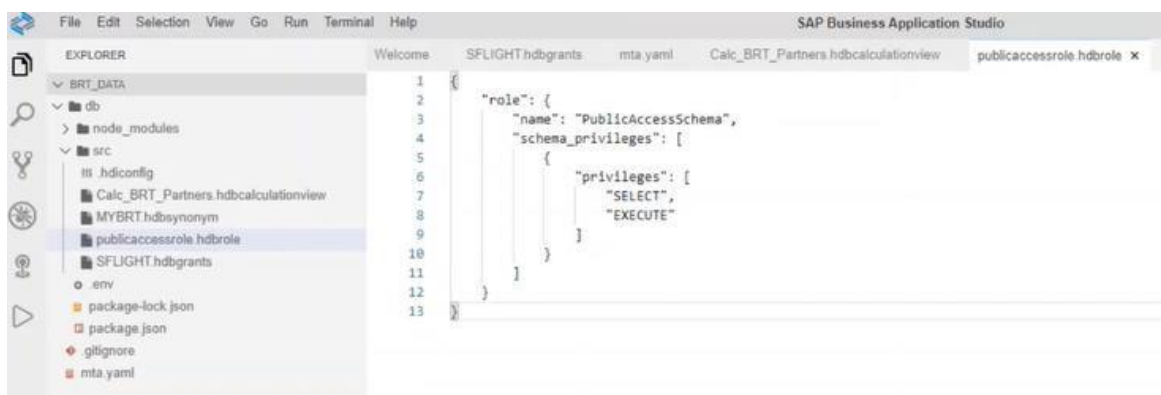 File Edit Selection View Go Run Terminal Help
SAP Business Application Studio
EXPLORER
BRT_DATA
db
node_modules
src
.hdiconfig
Calc_BRT_Partners.hdbcalculationview
MYBRT.hdbsynonym
publicaccessrole.hdbrole
SFLIGHT.hdbgrants
.env
package-lock.json
package.json
.gitignore
mta.yaml
Welcome SFLIGHT.hdbgrants mta.yaml Calc_BRT_Partners.hdbcalculationview publicaccessrole.hdbrole ×
1 {
2 "role": {
3 "name": "PublicAccessSchema",
4 "schema_privileges": [
5 {
6 "privileges": [
7 "SELECT",
8 "EXECUTE"
9 ]
10 }
11 ]
12 }
13 }